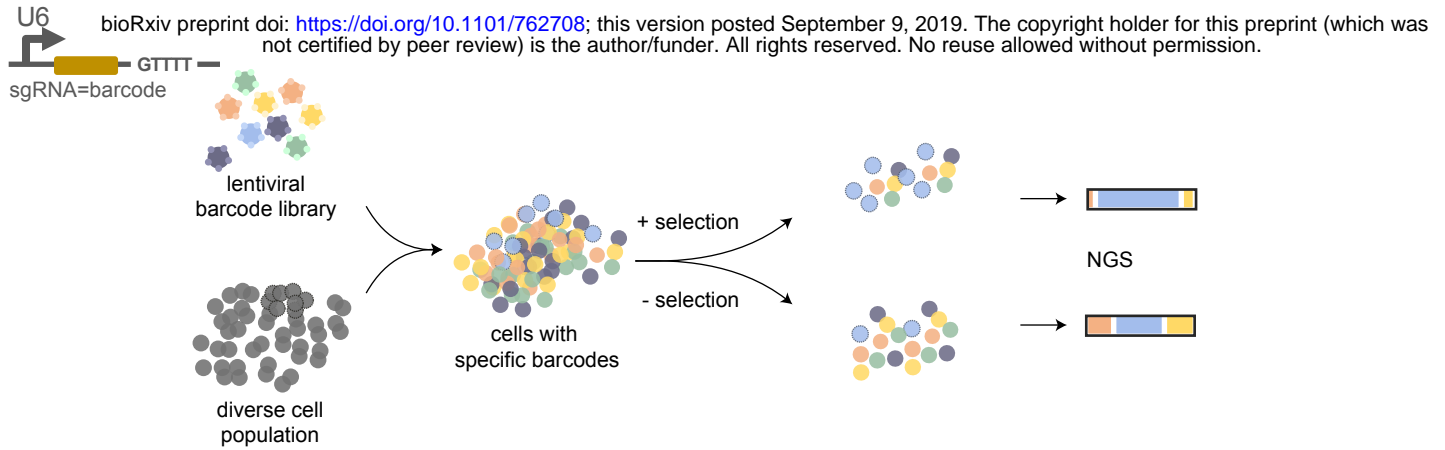 bioRxiv preprint doi: https://doi.org/10.1101/762708; this version posted September 9, 2019. The copyright holder for this preprint (which was
not certified by peer review) is the author/funder. All rights reserved. No reuse allowed without permission.
U6
GTTTT
sgRNA=barcode
lentiviral
barcode library
diverse cell
population
cells with
specific barcodes
+ selection
- selection
NGS